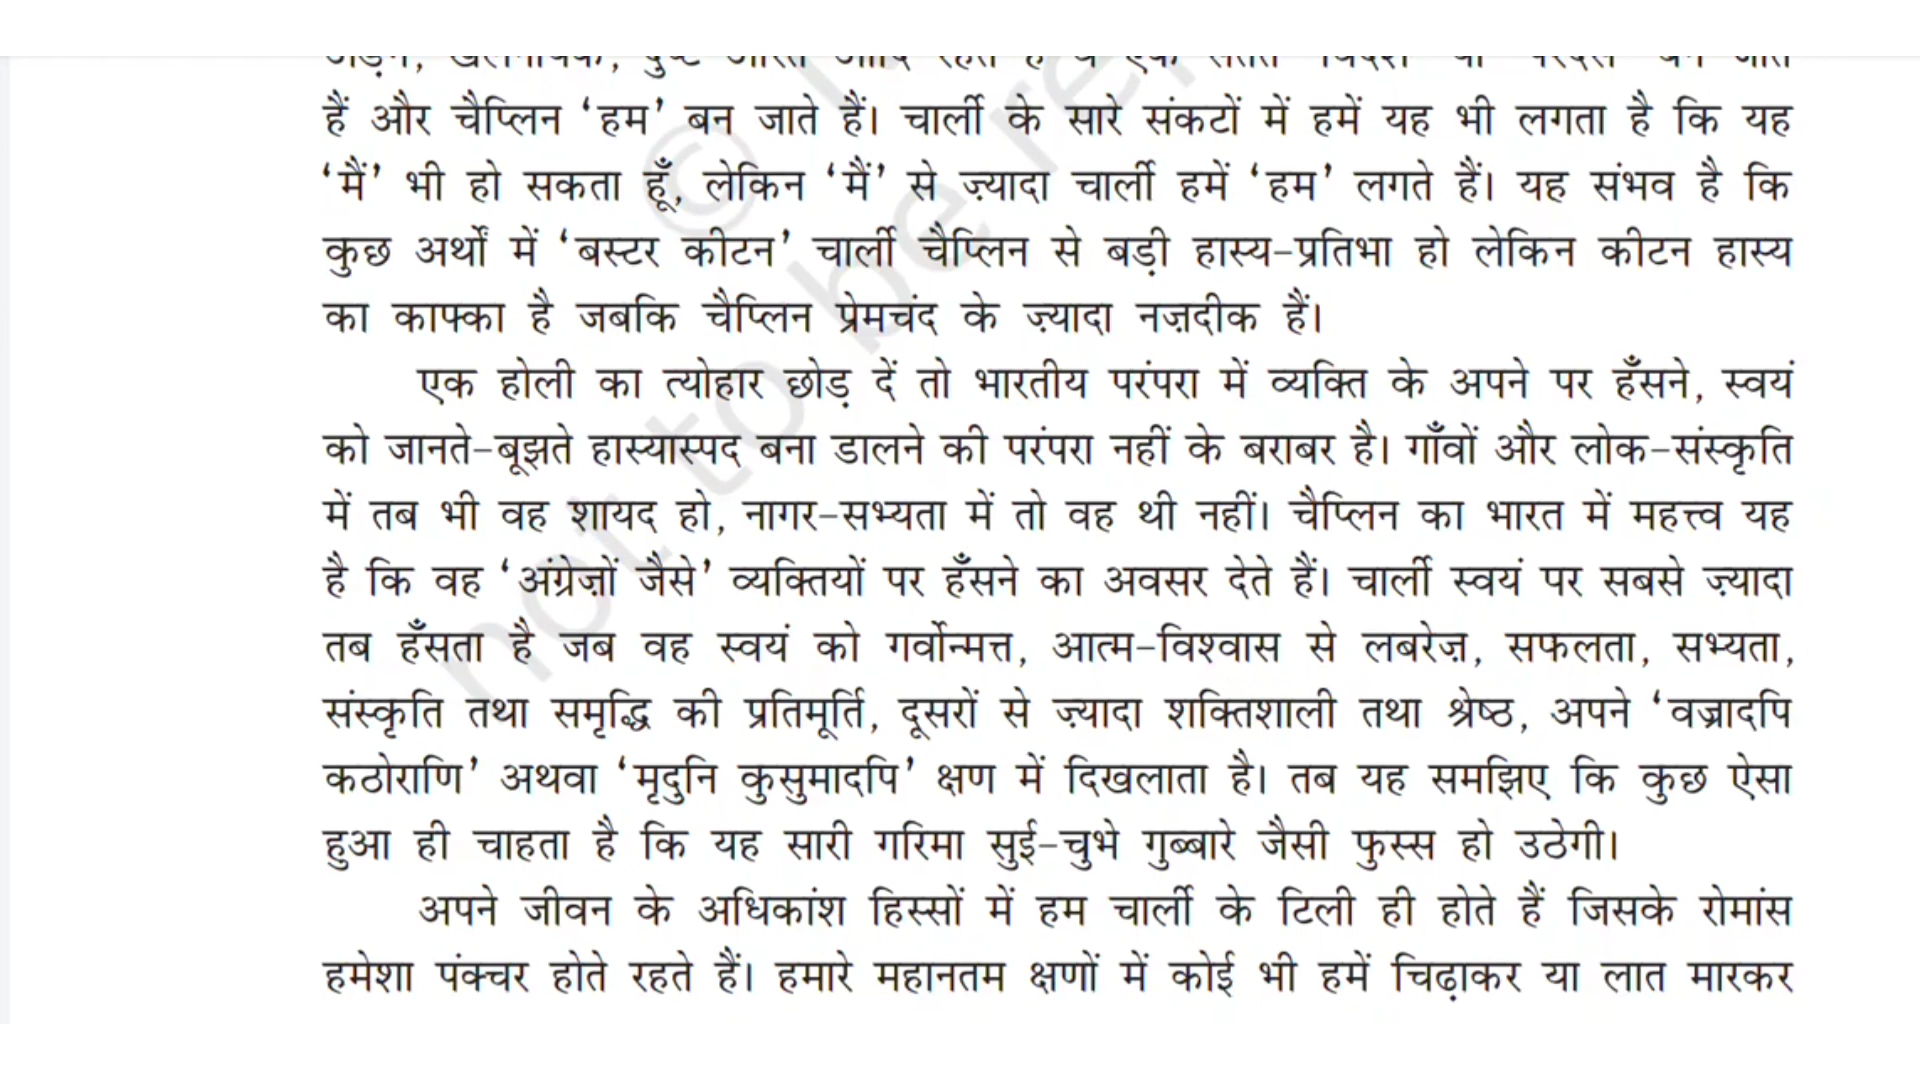 हैं और चैप्लिन ‘हम’ बन जाते हैं। चार्ली के सारे संकटों में हमें यह भी लगता है कि यह
‘मैं’ भी हो सकता हूँ, लेकिन ‘मैं’ से ज़्यादा चार्ली हमें ‘हम’ लगते हैं। यह संभव है कि
कुछ अर्थों में ‘बस्टर कीटन’ चार्ली चैप्लिन से बड़ी हास्य-प्रतिभा हो लेकिन कीटन हास्य
का काफ्का है जबकि चैप्लिन प्रेमचंद के ज़्यादा नज़दीक हैं।
एक होली का त्योहार छोड़ दें तो भारतीय परंपरा में व्यक्ति के अपने पर हँसने, स्वयं
को जानते-बूझते हास्यास्पद बना डालने की परंपरा नहीं के बराबर है। गाँवों और लोक-संस्कृति
में तब भी वह शायद हो, नागर-सभ्यता में तो वह थी नहीं। चैप्लिन का भारत में महत्त्व यह
है कि वह ‘अंग्रेज़ों जैसे’ व्यक्तियों पर हँसने का अवसर देते हैं। चार्ली स्वयं पर सबसे ज़्यादा
तब हँसता है जब वह स्वयं को गर्वोन्मत्त, आत्म-विश्वास से लबरेज़, सफलता, सभ्यता,
संस्कृति तथा समृद्धि की प्रतिमूर्ति, दूसरों से ज़्यादा शक्तिशाली तथा श्रेष्ठ, अपने ‘वज्रादपि
कठोराणि’ अथवा ‘मृदुनि कुसुमादपि’ क्षण में दिखलाता है। तब यह समझिए कि कुछ ऐसा
हुआ ही चाहता है कि यह सारी गरिमा सुई-चुभे गुब्बारे जैसी फुस्स हो उठेगी।
अपने जीवन के अधिकांश हिस्सों में हम चार्ली के टिली ही होते हैं जिसके रोमांस
हमेशा पंक्चर होते रहते हैं। हमारे महानतम क्षणों में कोई भी हमें चिढ़ाकर या लात मारकर
© not to be